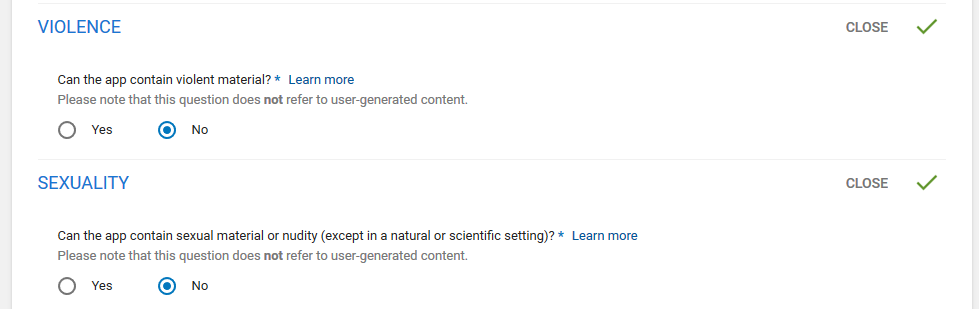 VIOLENCE CLOSE
Can the app contain violent material? * Learn more
Please note that this question does not refer to user-generated content.
Yes No
SEXUALITY CLOSE
Can the app contain sexual material or nudity (except in a natural or scientific setting)? * Learn more
Please note that this question does not refer to user-generated content.
Yes No